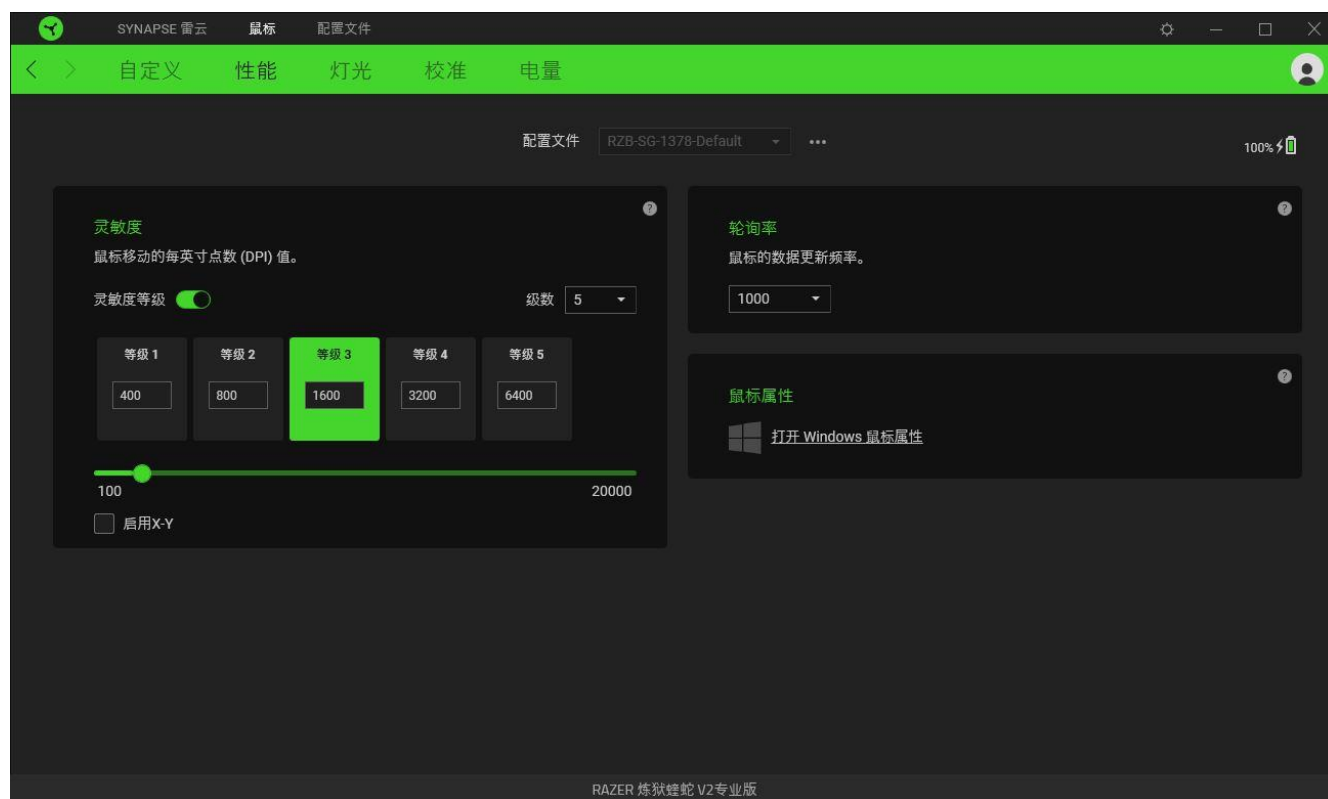 SYNAPSE 雷云 鼠标 配置文件
自定义 性能 灯光 校准 电量
配置文件 RZB-SG-1378-Default
100%
灵敏度
鼠标移动的每英寸点数 (DPI) 值。
灵敏度等级 级数 5
等级 1 等级 2 等级 3 等级 4 等级 5
400 800 1600 3200 6400
100 20000
启用X-Y
轮询率
鼠标的数据更新频率。
1000
鼠标属性
打开 Windows 鼠标属性
RAZER 炼狱蝰蛇 V2专业版